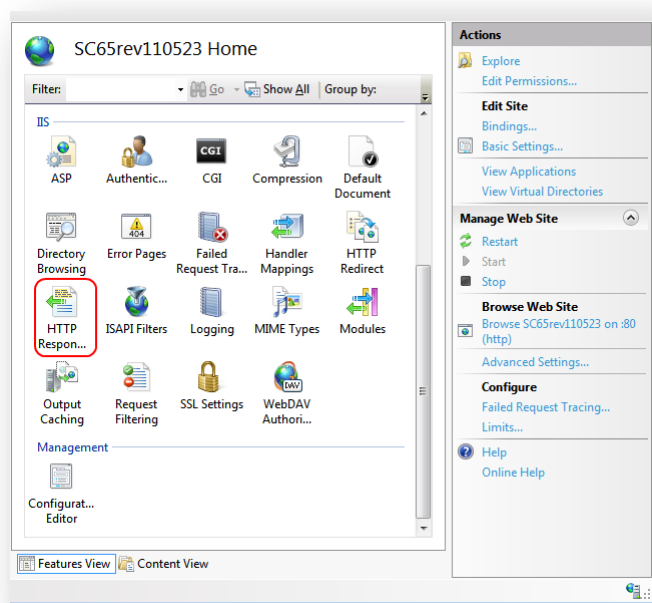 SC65rev110523 Home
Filter:
Go
Show All
Group by:
IIS
ASP
Authentic...
CGI
CGI
Compression
Default
Document
Directory
Browsing
404
Error Pages
Failed
Request Tra...
Handler
Mappings
HTTP
Redirect
HTTP
Respon...
ISAPI Filters
Logging
MIME Types
Modules
Output
Caching
Request
Filtering
SSL Settings
DAV
WebDAV
Authori...
Management
Configurat...
Editor
Features View
Content View
Actions
Explore
Edit Permissions...
Edit Site
Bindings...
Basic Settings...
View Applications
View Virtual Directories
Manage Web Site
Restart
Start
Stop
Browse Web Site
Browse SC65rev110523 on :80
(http)
Advanced Settings...
Configure
Failed Request Tracing...
Limits...
Help
Online Help